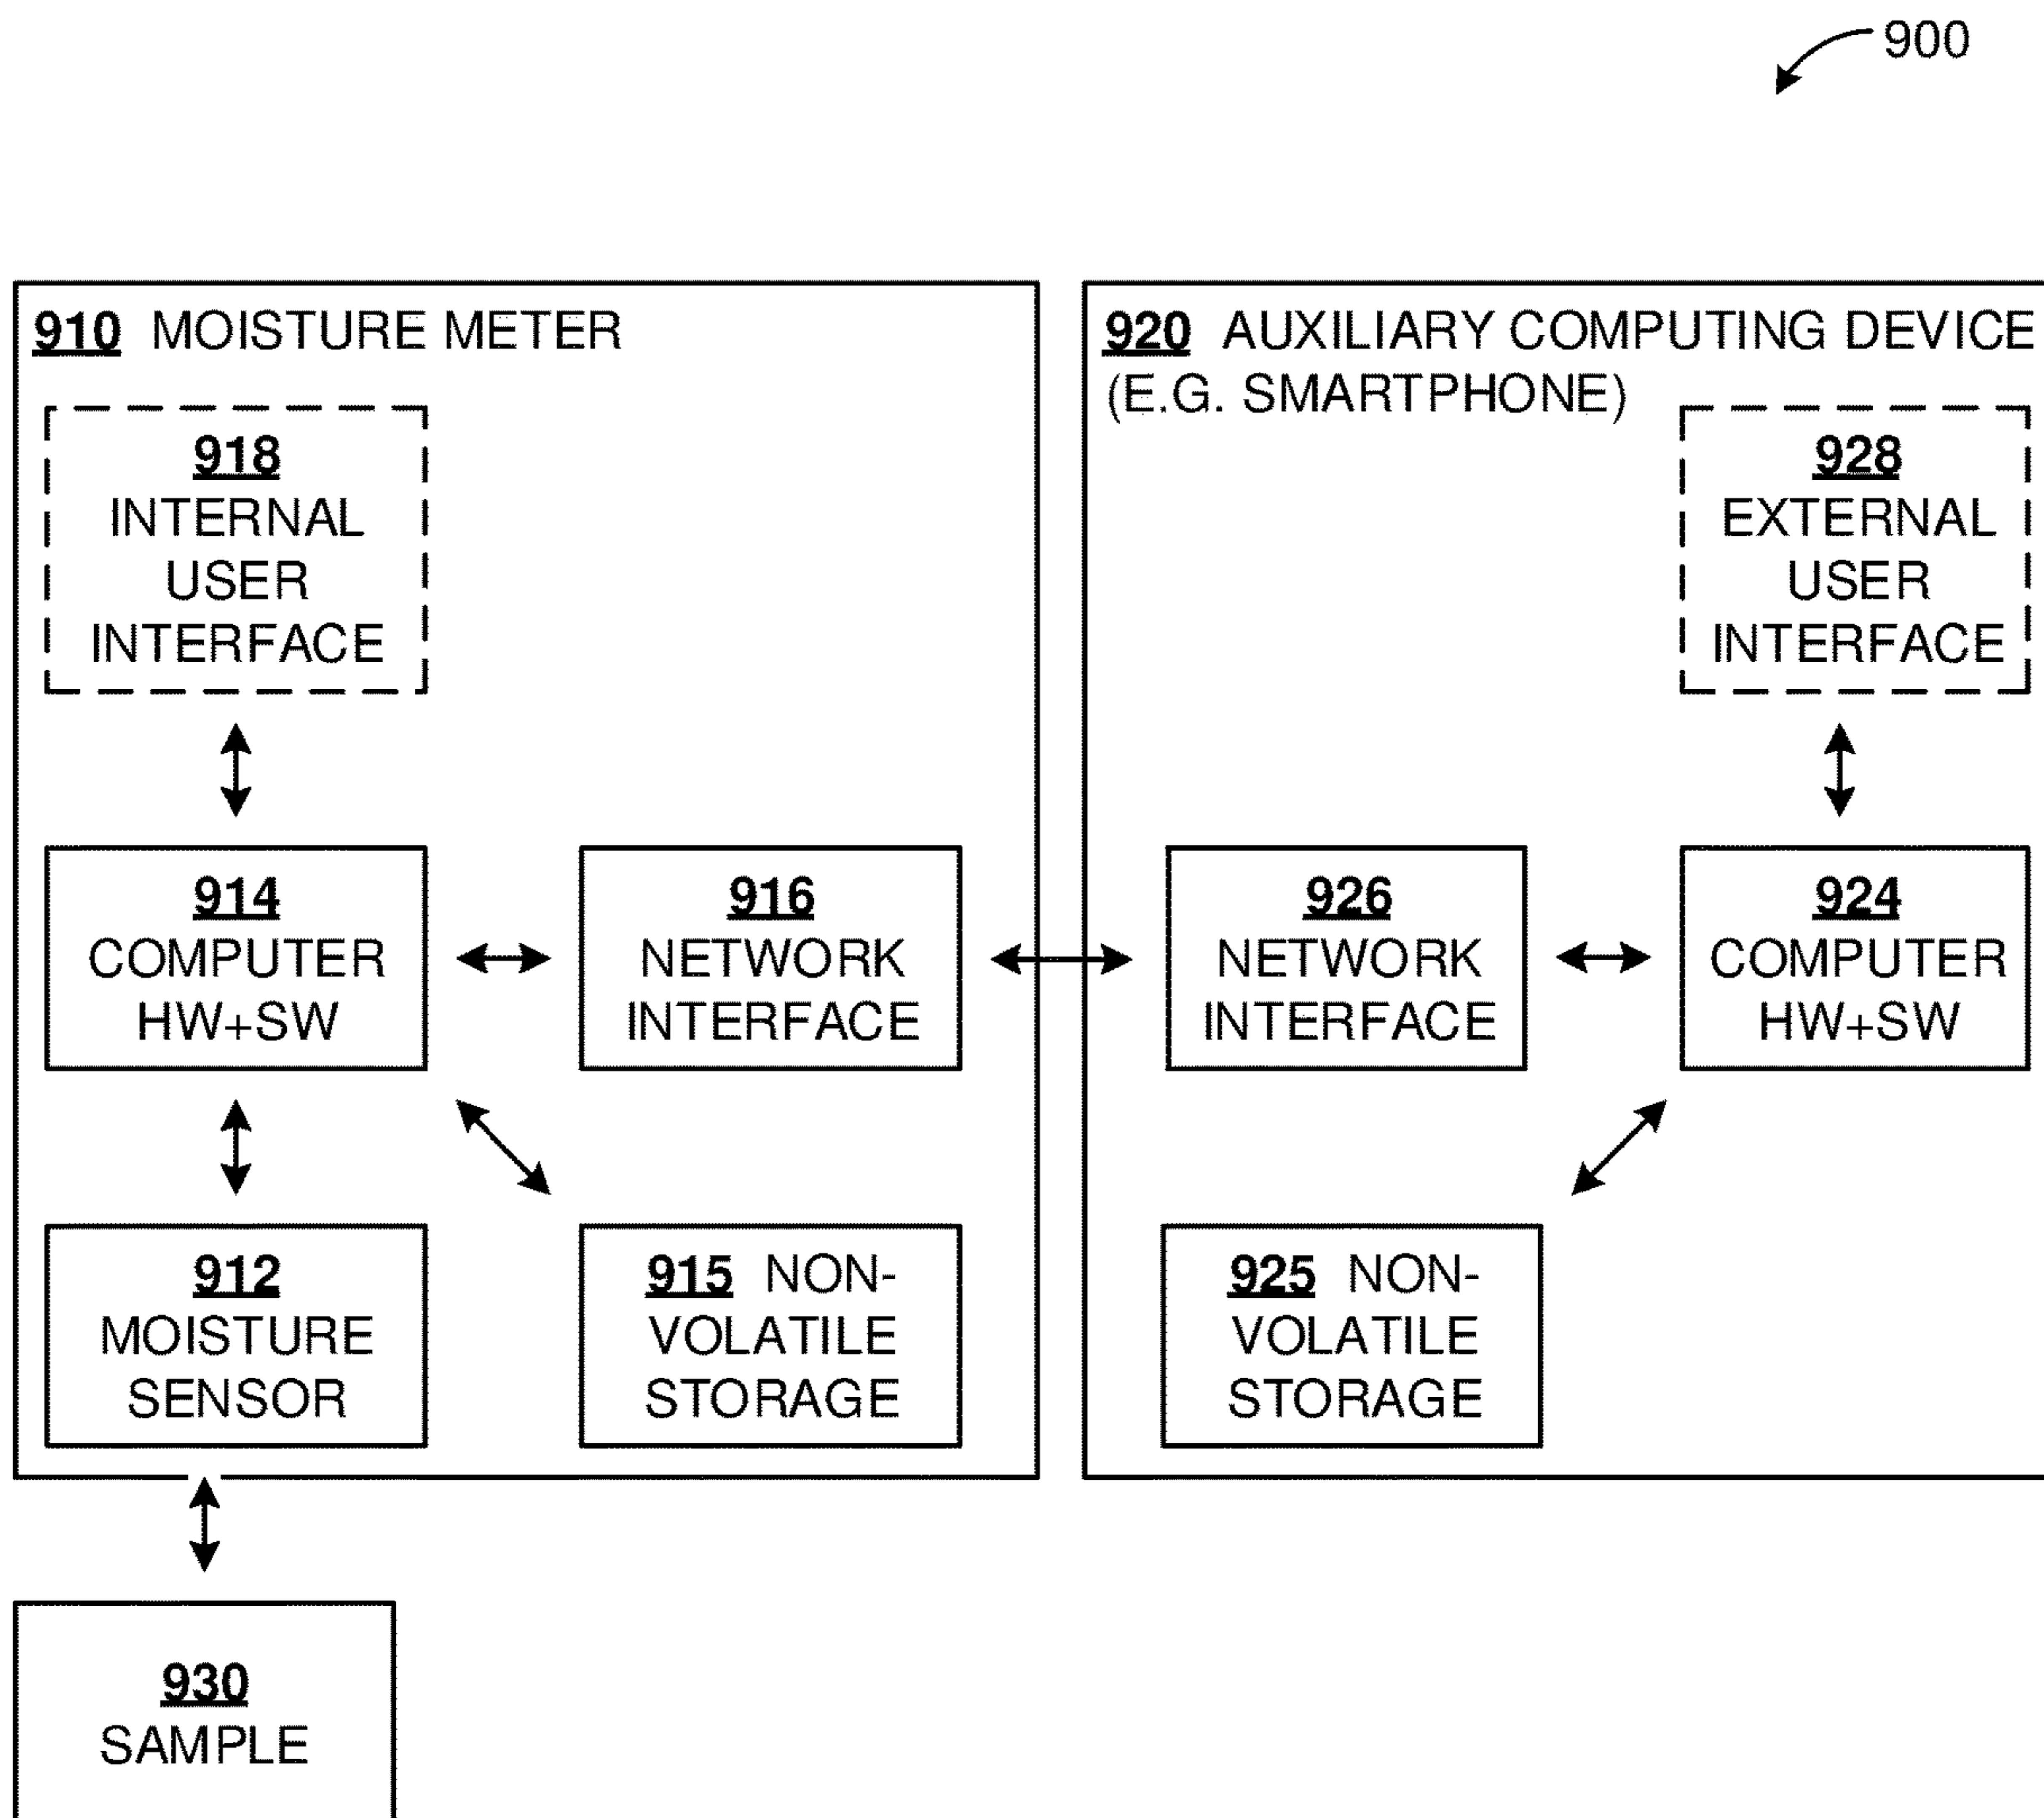 900
910 MOISTURE METER
918
INTERNAL
USER
INTERFACE
914
COMPUTER
HW+SW
916
NETWORK
INTERFACE
912
MOISTURE
SENSOR
915 NON-
VOLATILE
STORAGE
920 AUXILIARY COMPUTING DEVICE
(E.G. SMARTPHONE)
928
EXTERNAL
USER
INTERFACE
926
NETWORK
INTERFACE
924
COMPUTER
HW+SW
925 NON-
VOLATILE
STORAGE
930
SAMPLE